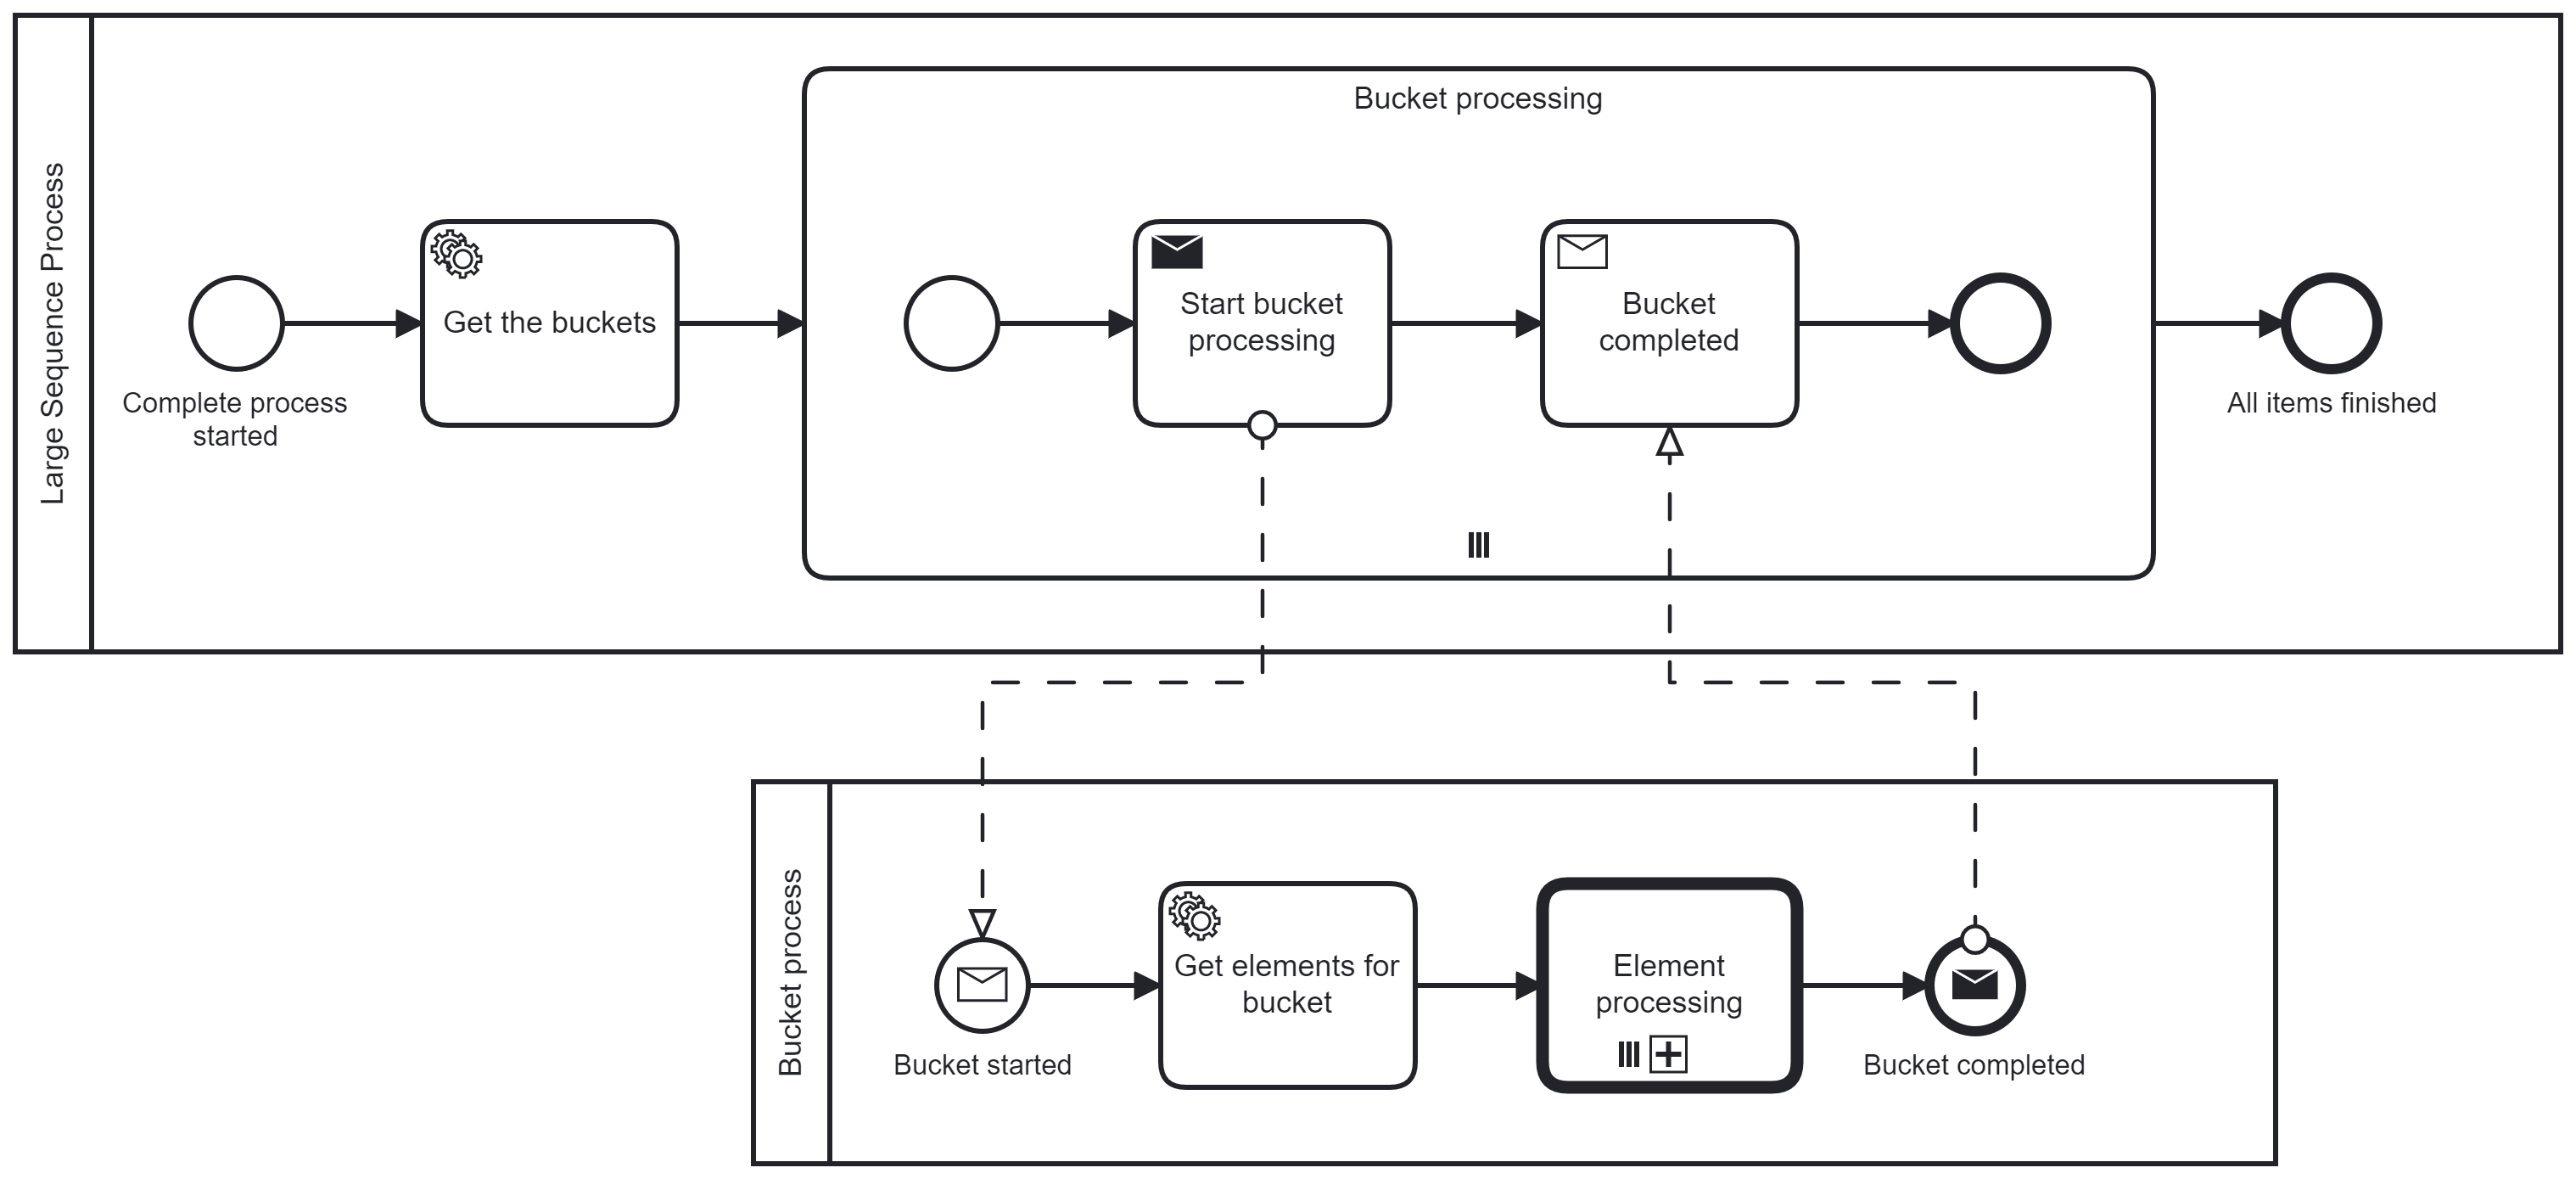 Large Sequence Process
Bucket processing
Complete process
started
Get the buckets
Start bucket
processing
Bucket
completed
All items finished
Bucket process
Bucket started
Get elements for
bucket
Element
processing
Bucket completed